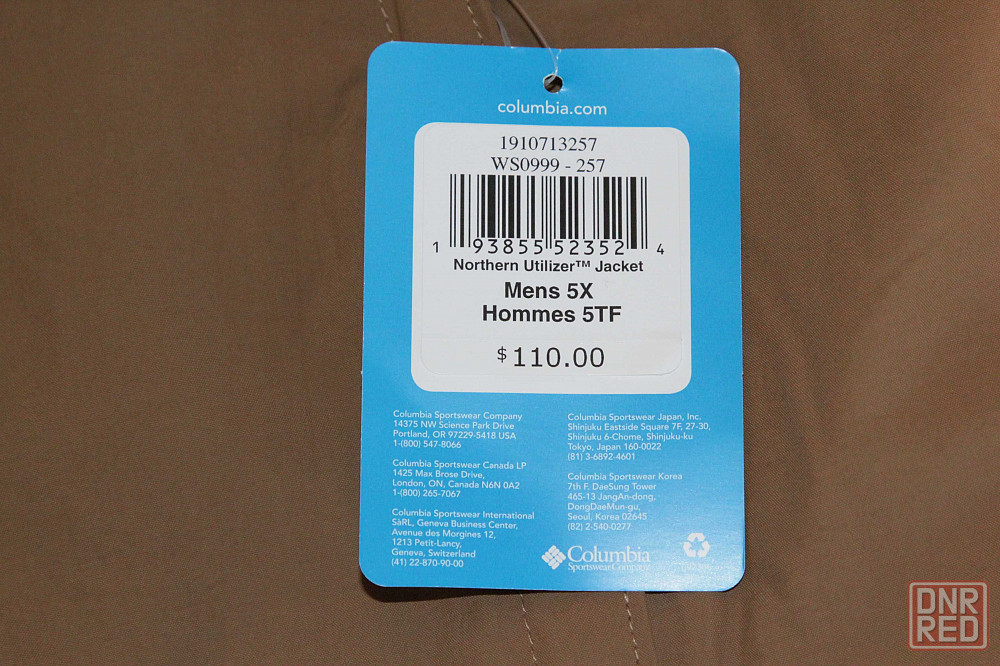 columbia.com
1910713257
WS0999 - 257
1 93855 52352 4
Northern Utilizer™ Jacket
Mens 5X
Hommes 5TF
$110.00
Columbia Sportswear Company
14375 NW Science Park Drive
Portland, OR 97229-5418 USA
1-(800) 547-8066
Columbia Sportswear Canada LP
1425 Max Brose Drive,
London, ON, Canada N6N 0A2
1-(800) 265-7067
Columbia Sportswear International
SàRL, Geneva Business Center,
Avenue des Morgines 12,
1213 Petit-Lancy,
Geneva, Switzerland
(41) 22-870-90-00
Columbia Sportswear Japan, Inc.
Shinjuku Eastside Square 7F, 27-30,
Shinjuku 6-Chome, Shinjuku-ku
Tokyo, Japan 160-0022
(81) 3-6892-4601
Columbia Sportswear Korea
7th F, DaeSung Tower
465-13 JangAn-dong,
DongDaeMun-gu,
Seoul, Korea 02645
(82) 2-540-0277
Columbia
Sportswear Company
DNR
RED